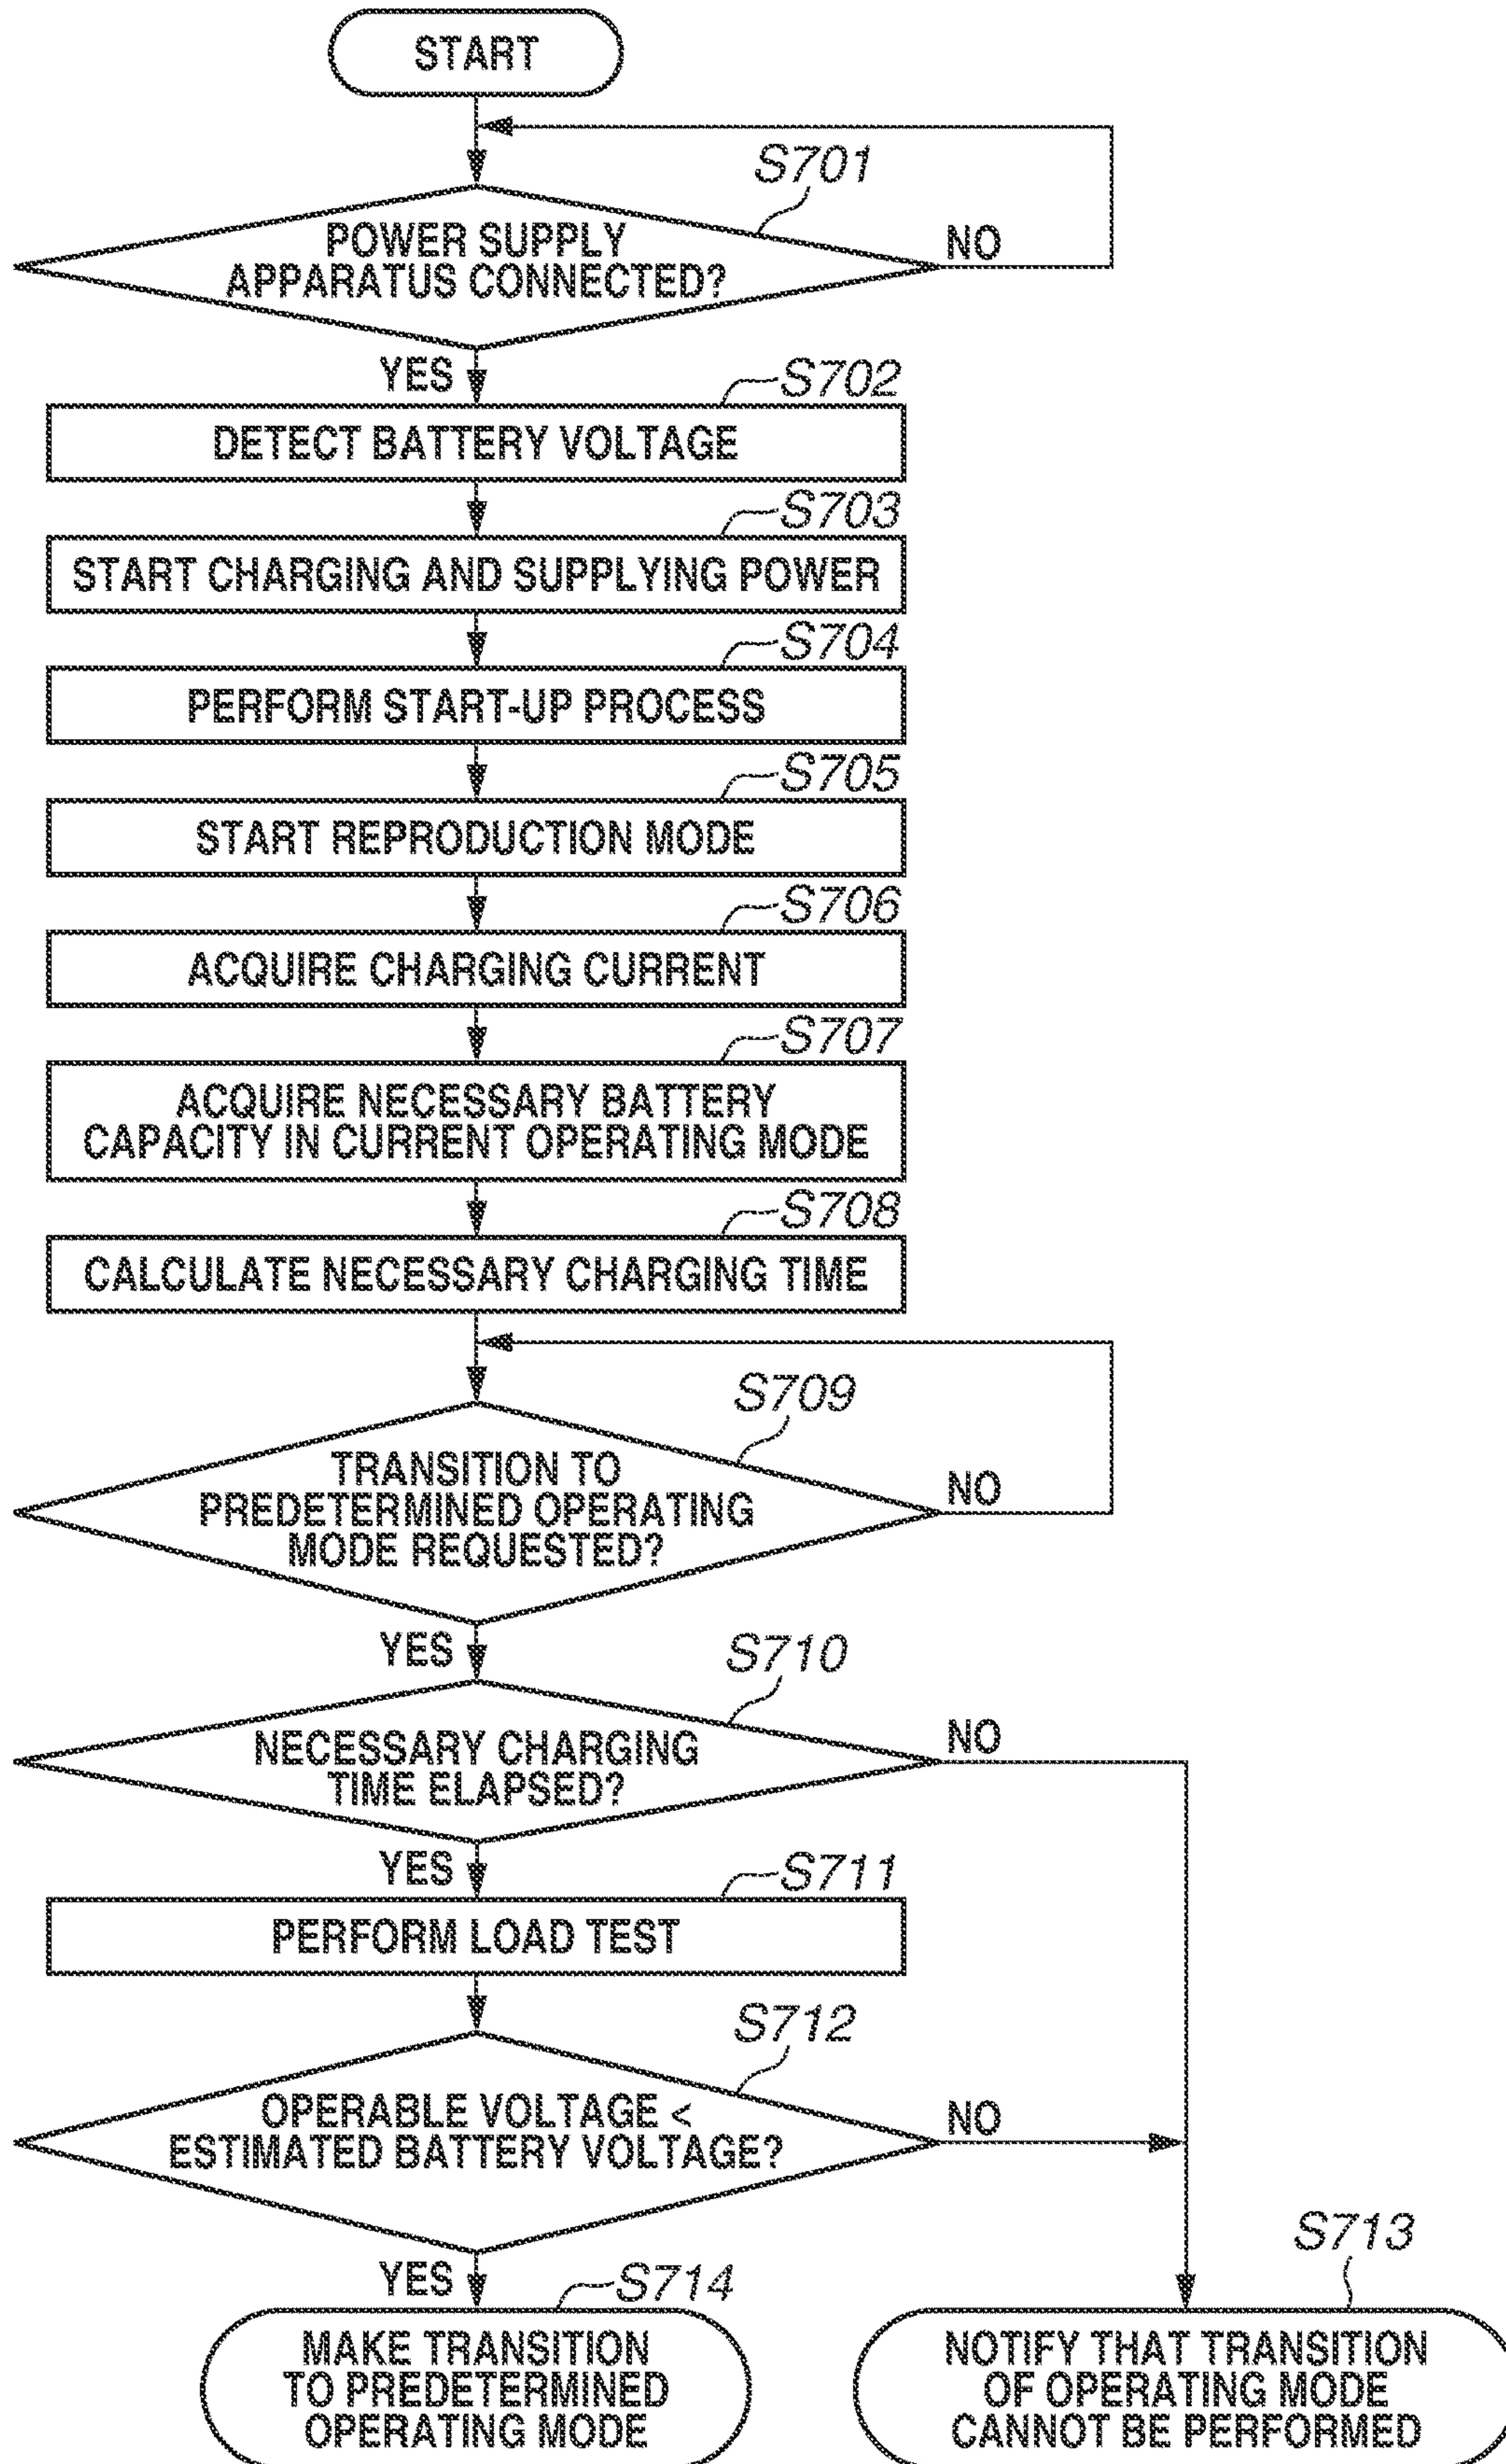 START
S701
POWER SUPPLY
APPARATUS CONNECTED?
NO
YES
S702
DETECT BATTERY VOLTAGE
S703
START CHARGING AND SUPPLYING POWER
S704
PERFORM START-UP PROCESS
S705
START REPRODUCTION MODE
S706
ACQUIRE CHARGING CURRENT
S707
ACQUIRE NECESSARY BATTERY
CAPACITY IN CURRENT OPERATING MODE
S708
CALCULATE NECESSARY CHARGING TIME
S709
TRANSITION TO
PREDETERMINED OPERATING
MODE REQUESTED?
NO
YES
S710
NECESSARY CHARGING
TIME ELAPSED?
NO
YES
S711
PERFORM LOAD TEST
S712
OPERABLE VOLTAGE <
ESTIMATED BATTERY VOLTAGE?
NO
YES
S714
MAKE TRANSITION
TO PREDETERMINED
OPERATING MODE
S713
NOTIFY THAT TRANSITION
OF OPERATING MODE
CANNOT BE PERFORMED